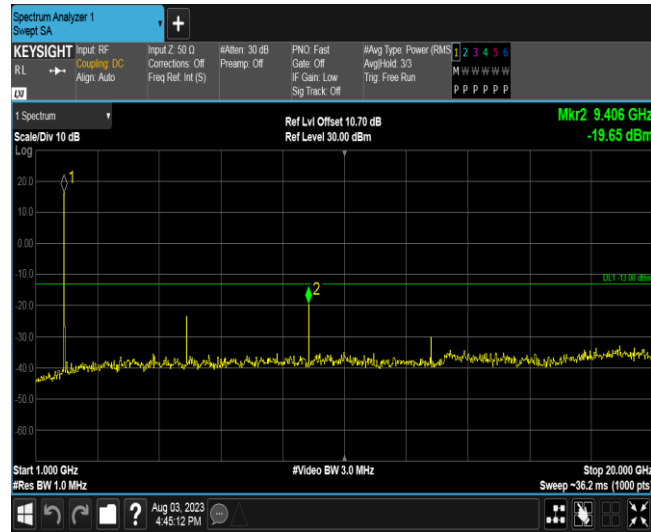 Spectrum Analyzer 1
Swept SA
+
KEYSIGHT
RL
LXI
Input: RF
Coupling: DC
Align: Auto
Input Z: 50 Ω
Corrections: Off
Freq Ref: Int (S)
#Atten: 30 dB
Preamp: Off
PNO: Fast
Gate: Off
IF Gain: Low
Sig Track: Off
#Avg Type: Power (RMS
Avg|Hold: 3/3
Trig: Free Run
1 2 3 4 5 6
M W W W W W
P P P P P P
1 Spectrum
Scale/Div 10 dB
Log
Ref Lvl Offset 10.70 dB
Ref Level 30.00 dBm
Mkr2 9.406 GHz
-19.65 dBm
1
20.0
10.0
0.00
-10.0
DL1 -13.00 dBm
2
-20.0
-30.0
-40.0
-50.0
-60.0
Start 1.000 GHz
#Res BW 1.0 MHz
#Video BW 3.0 MHz
Stop 20.000 GHz
Sweep ~36.2 ms (1000 pts)
?
Aug 03, 2023
4:45:12 PM